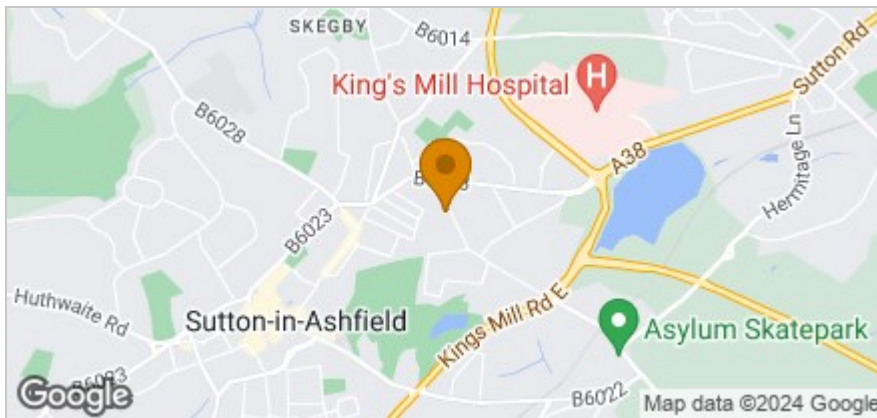 SKEGBY
B6014
King's Mill Hospital
H
Sutton Rd
B6028
A38
Hermitage Ln
B6023
Huthwaite Rd
Sutton-in-Ashfield
Kings Mill Rd E
Asylum Skatepark
B6023
B6022
Google
Map data ©2024 Google